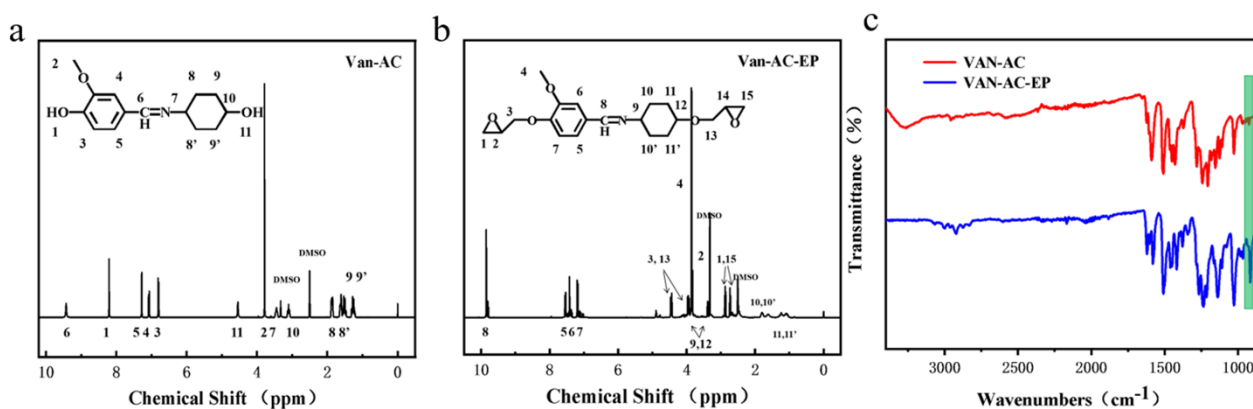 a
Van-AC
2
O
4
8
9
HO
6
7
10
C
H
N
OH
1
11
3
5
8'
9'
DMSO
DMSO
9 9'
6
1
5 4 3
11
2 7 10
8 8'
10
8
6
4
2
0
Chemical Shift （ppm）
b
Van-AC-EP
4
O
6
10
11
14
15
3
8
9
12
O
O
C
H
N
O
O
1 2
7
5
10'
11'
13
4
DMSO
3, 13
2
1,15
DMSO
10,10'
11,11'
8
5 6 7
9,12
10
8
6
4
2
0
Chemical Shift （ppm）
c
VAN-AC
VAN-AC-EP
Transmittance (%)
3000
2500
2000
1500
1000
Wavenumbers (cm⁻¹)